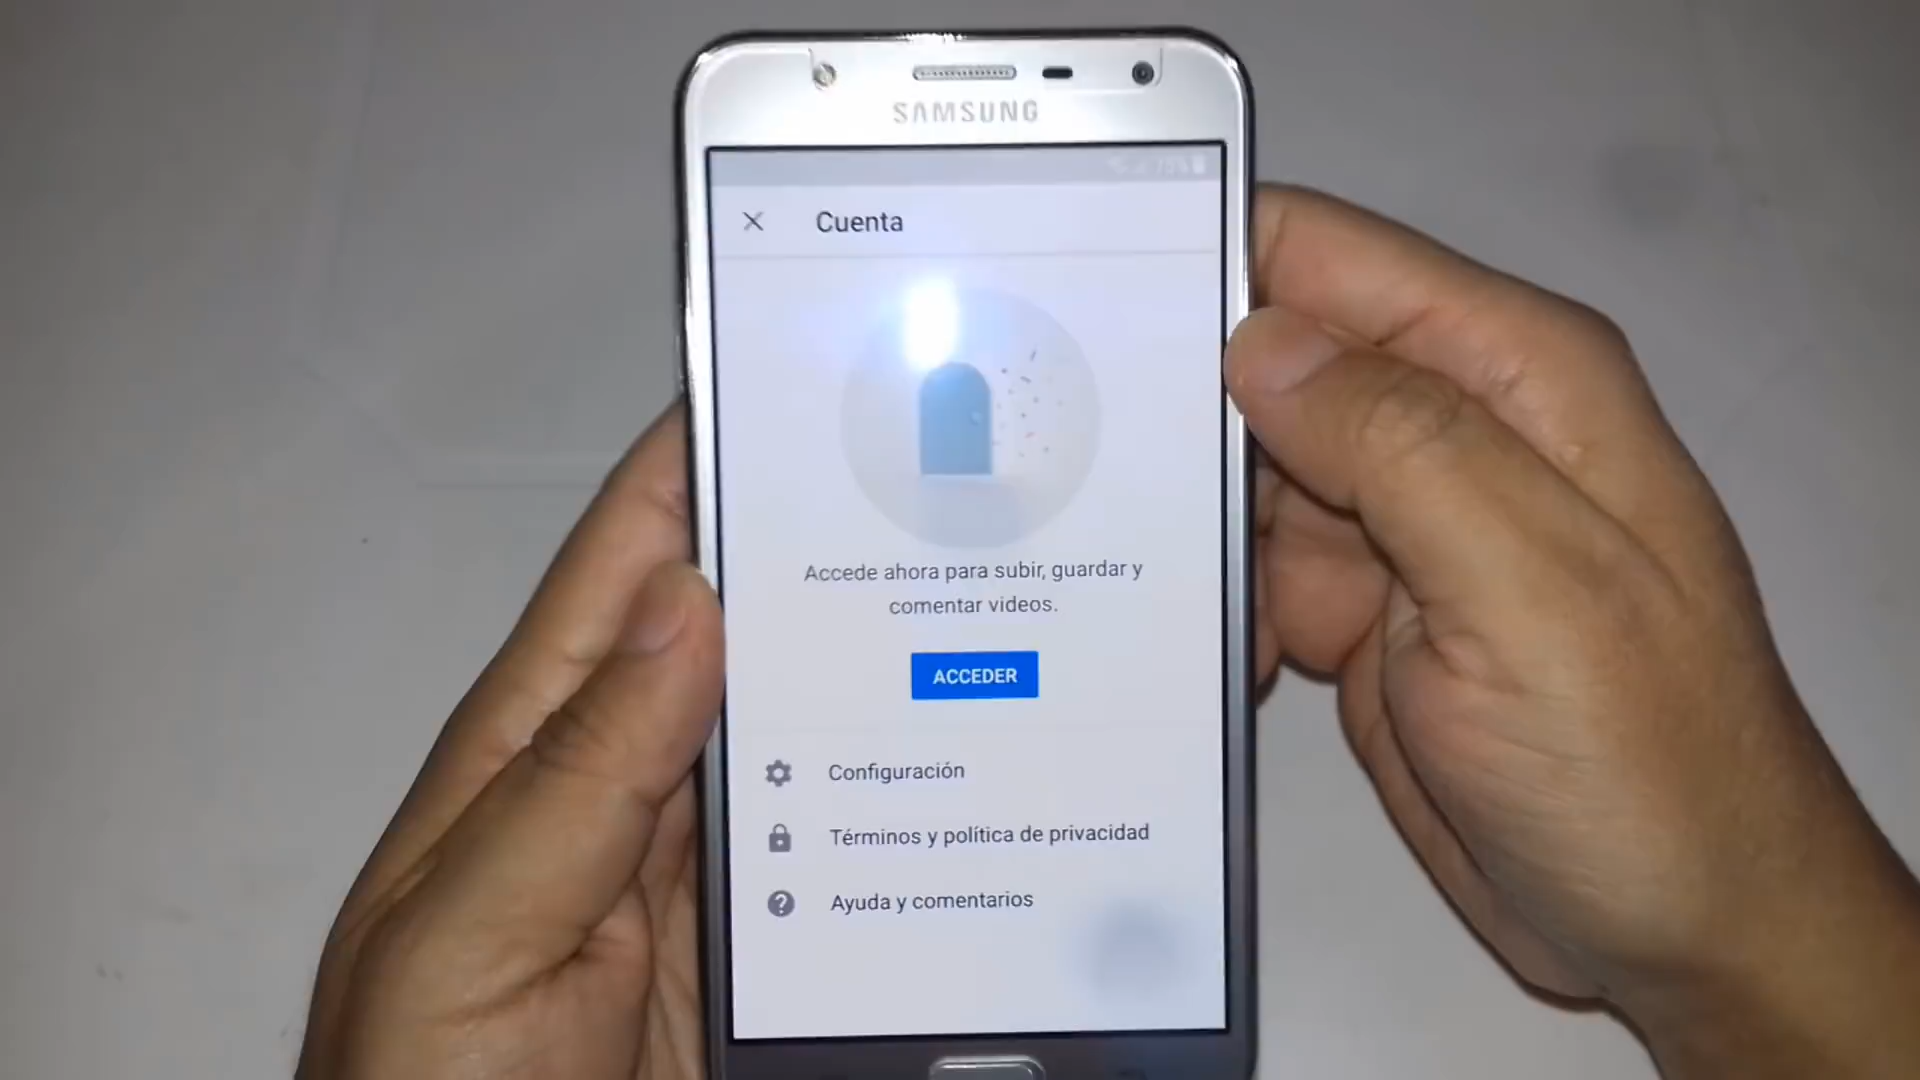 SAMSUNG
Cuenta
Accede ahora para subir, guardar y
comentar videos.
ACCEDER
Configuración
Términos y política de privacidad
Ayuda y comentarios